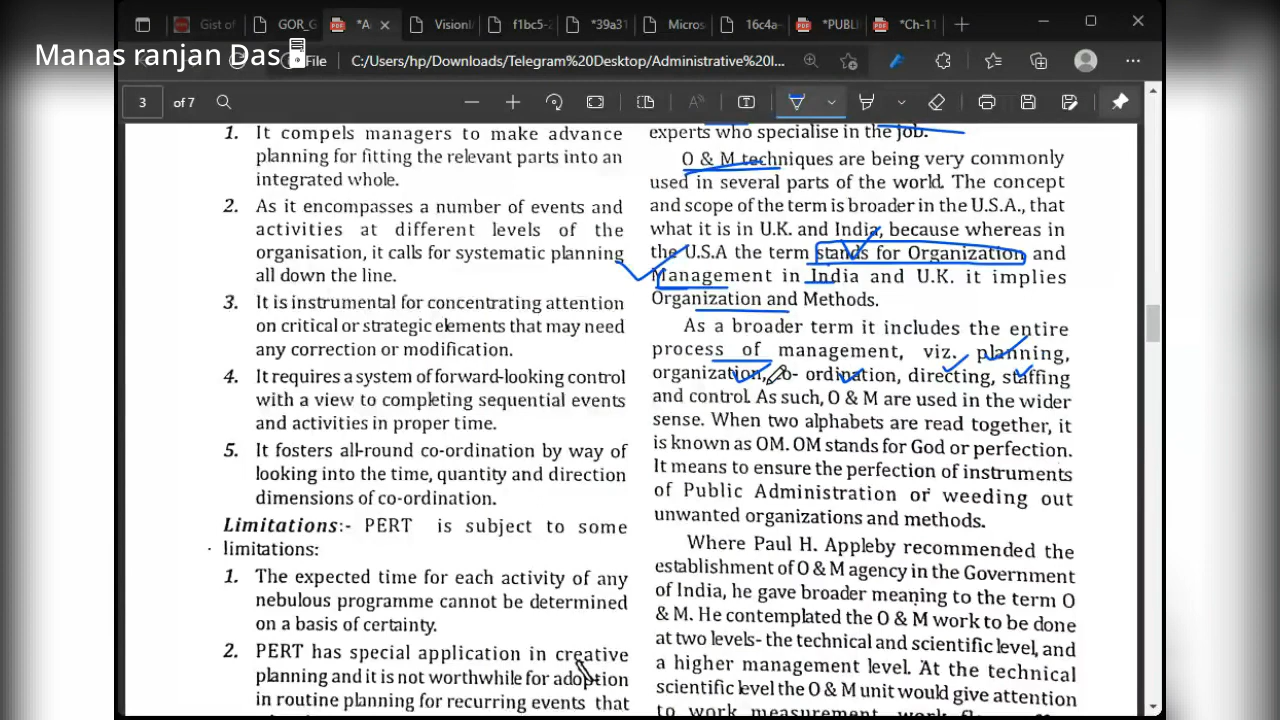 Gist of
GOR_G
*A
Vision
f1bc5-2
*39a31
Micros
16c4a-
*PUBL
*Ch-11
Manas ranjan Das
File
C:/Users/hp/Downloads/Telegram%20Desktop/Administrative%20I...
3 of 7
1. It compels managers to make advance
planning for fitting the relevant parts into an
integrated whole.
2. As it encompasses a number of events and
activities at different levels of the
organisation, it calls for systematic planning
all down the line.
3. It is instrumental for concentrating attention
on critical or strategic elements that may need
any correction or modification.
4. It requires a system of forward-looking control
with a view to completing sequential events
and activities in proper time.
5. It fosters all-round co-ordination by way of
looking into the time, quantity and direction
dimensions of co-ordination.
Limitations:- PERT is subject to some
limitations:
1. The expected time for each activity of any
nebulous programme cannot be determined
on a basis of certainty.
2. PERT has special application in creative
planning and it is not worthwhile for adoption
in routine planning for recurring events that
experts who specialise in the job.
O & M techniques are being very commonly
used in several parts of the world. The concept
and scope of the term is broader in the U.S.A., that
what it is in U.K. and India, because whereas in
the U.S.A the term stands for Organization and
Management in India and U.K. it implies
Organization and Methods.
As a broader term it includes the entire
process of management, viz. planning,
organization, co- ordination, directing, staffing
and control. As such, O & M are used in the wider
sense. When two alphabets are read together, it
is known as OM. OM stands for God or perfection.
It means to ensure the perfection of instruments
of Public Administration or weeding out
unwanted organizations and methods.
Where Paul H. Appleby recommended the
establishment of O & M agency in the Government
of India, he gave broader meaning to the term O
& M. He contemplated the O & M work to be done
at two levels- the technical and scientific level, and
a higher management level. At the technical
scientific level the O & M unit would give attention
to work measurement, work